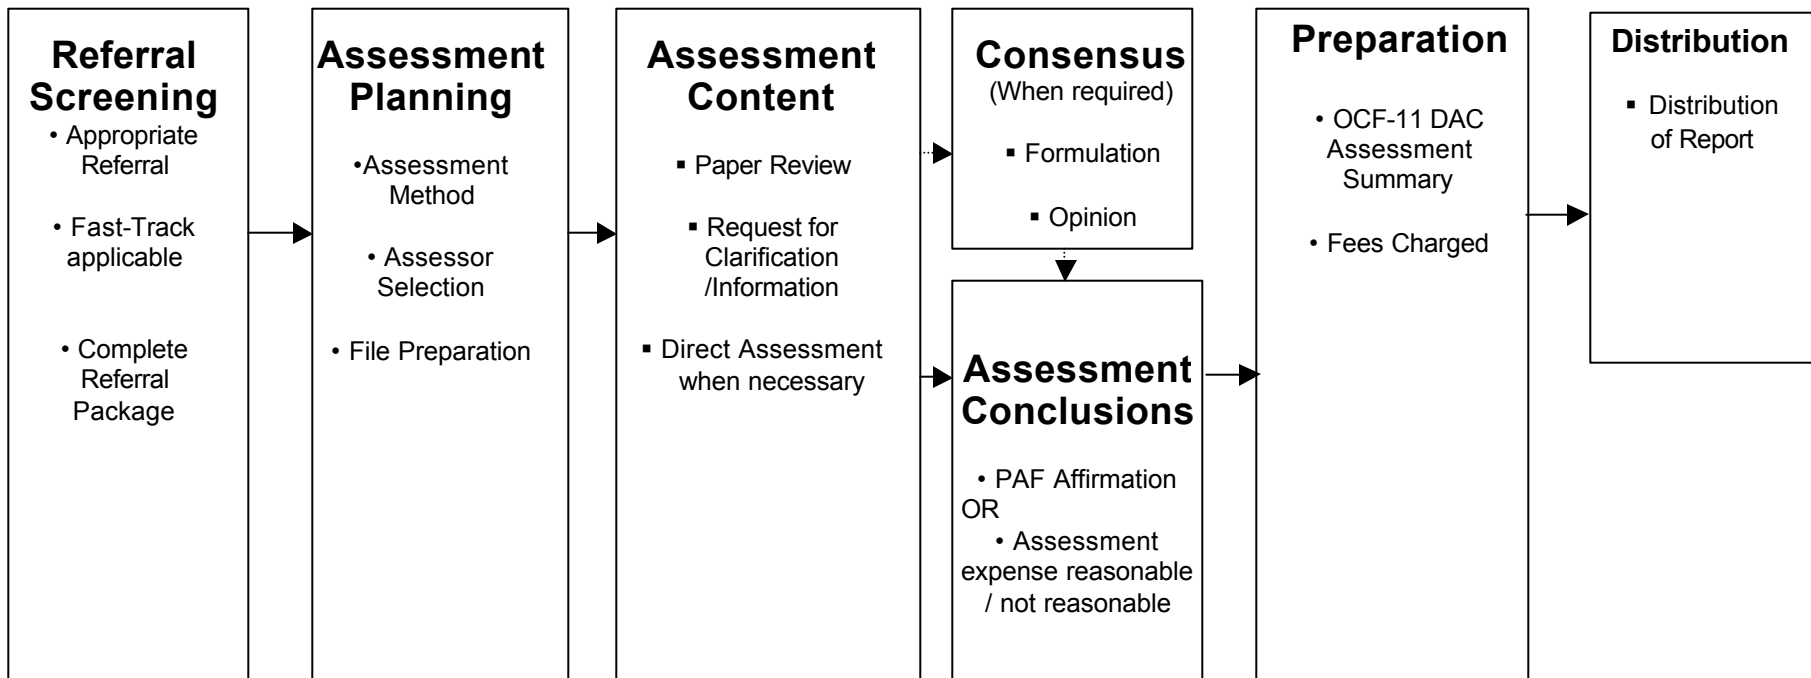 Referral
Screening
• Appropriate
Referral
• Fast-Track
applicable
• Complete
Referral
Package
Assessment
Planning
•Assessment
Method
• Assessor
Selection
• File Preparation
Assessment
Content
▪ Paper Review
▪ Request for
Clarification
/Information
▪ Direct Assessment
when necessary
Consensus
(When required)
▪ Formulation
▪ Opinion
Assessment
Conclusions
• PAF Affirmation
OR
• Assessment
expense reasonable
/ not reasonable
Preparation
• OCF-11 DAC
Assessment
Summary
• Fees Charged
Distribution
▪ Distribution
of Report